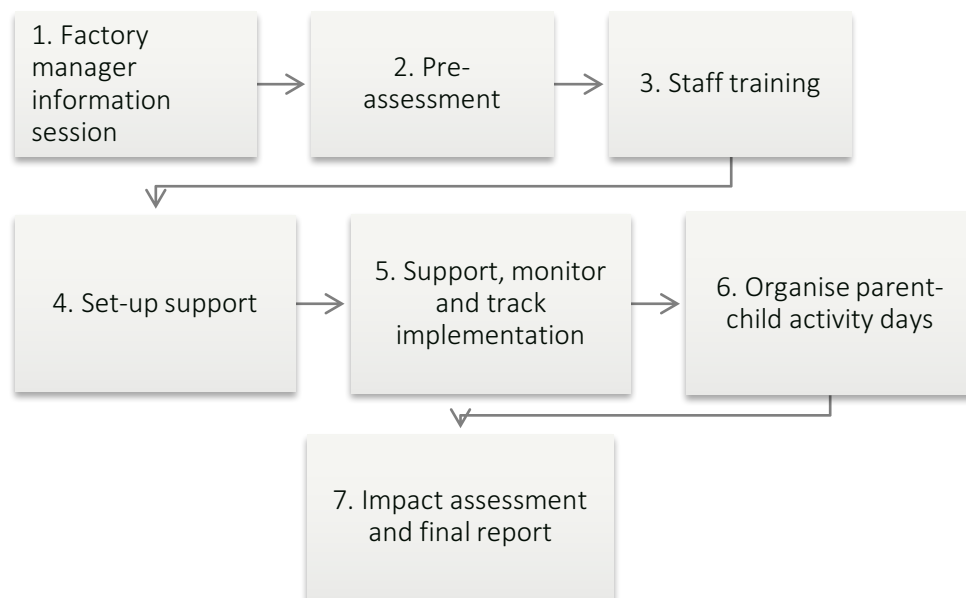 1. Factory
manager
information
session
2. Pre-
assessment
3. Staff training
4. Set-up support
5. Support, monitor
and track
implementation
6. Organise parent-
child activity days
7. Impact assessment
and final report